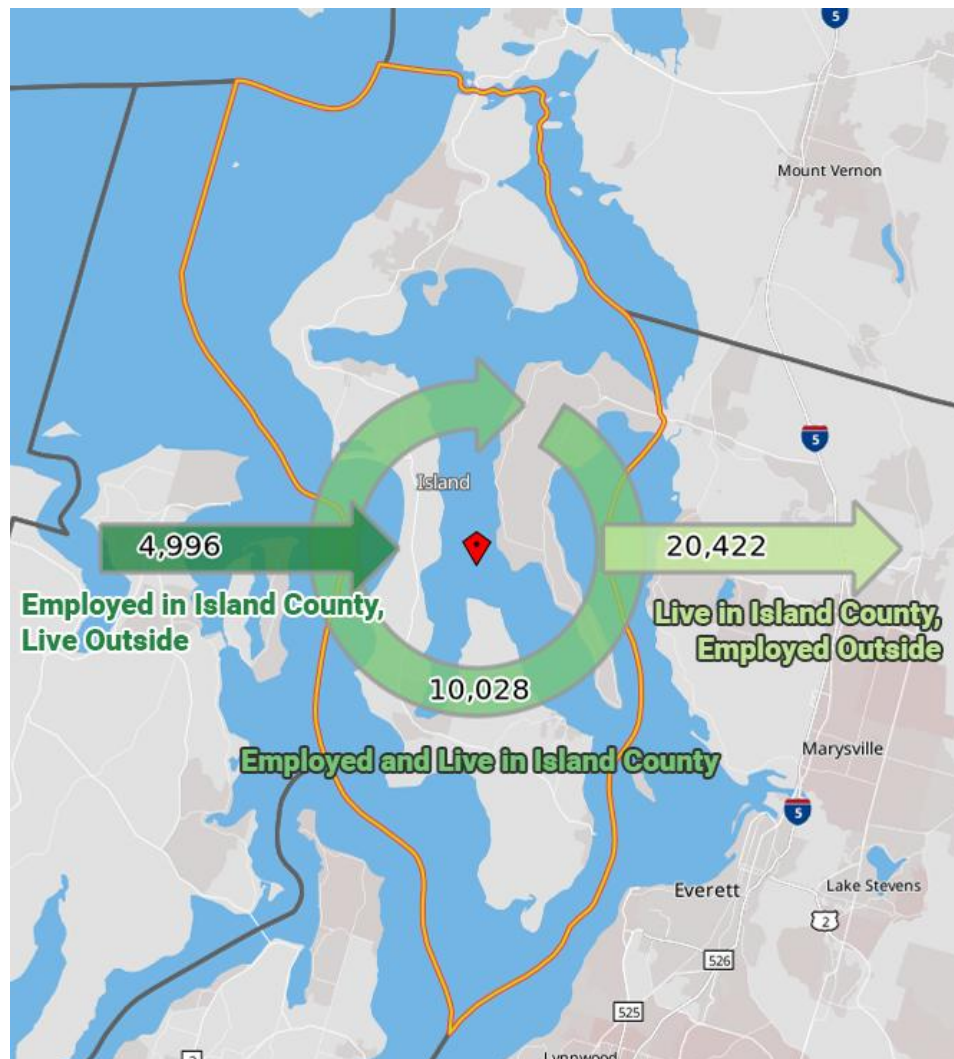 5
Mount Vernon
5
Island
4,996
20,422
Employed in Island County,
Live Outside
Live in Island County,
Employed Outside
10,028
Employed and Live in Island County
Marysville
5
Everett
Lake Stevens
2
526
525
Lynnwood